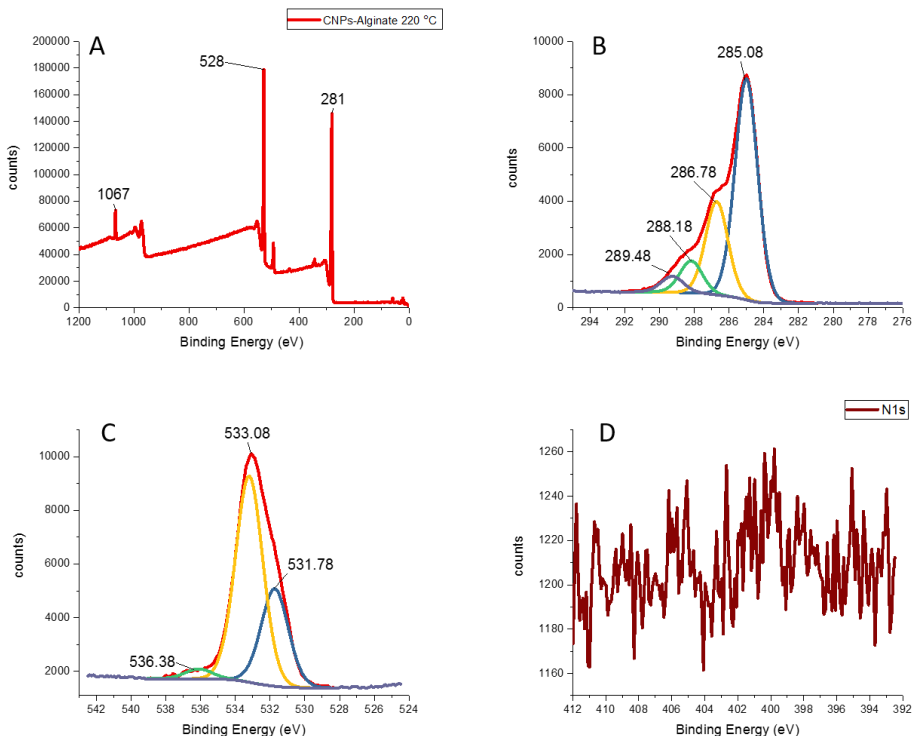 CNPs-Alginate 220 °C
A
200000
180000
160000
140000
120000
100000
80000
60000
40000
20000
0
counts
528
281
1067
1200 1000 800 600 400 200 0
Binding Energy (eV)
B
10000
8000
6000
4000
2000
0
counts
285.08
286.78
288.18
289.48
294 292 290 288 286 284 282 280 278 276
Binding Energy (eV)
C
10000
8000
6000
4000
2000
counts
533.08
531.78
536.38
542 540 538 536 534 532 530 528 526 524
Binding Energy (eV)
N1s
D
1260
1240
1220
1200
1180
1160
counts
412 410 408 406 404 402 400 398 396 394 392
Binding Energy (eV)